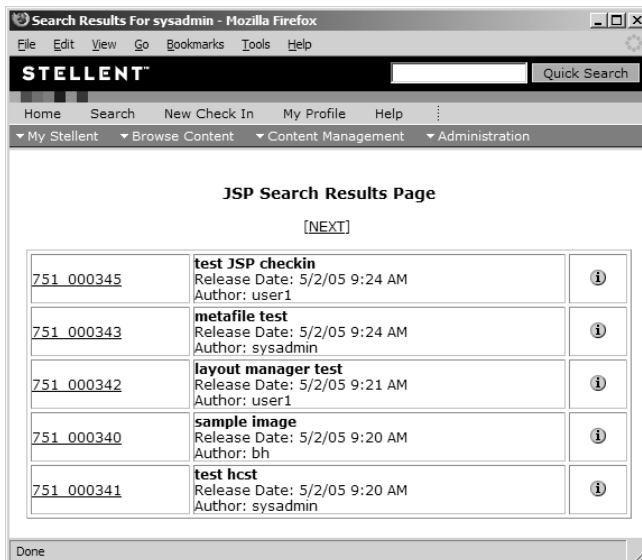 Search Results For sysadmin - Mozilla Firefox
File Edit View Go Bookmarks Tools Help
STELLENT™ Quick Search
Home Search New Check In My Profile Help
My Stellent Browse Content Content Management Administration
JSP Search Results Page
[NEXT]
test JSP checkin
751_000345 Release Date: 5/2/05 9:24 AM
Author: user1
metafile test
751_000343 Release Date: 5/2/05 9:24 AM
Author: sysadmin
layout manager test
751_000342 Release Date: 5/2/05 9:21 AM
Author: user1
sample image
751_000340 Release Date: 5/2/05 9:20 AM
Author: bh
test hcst
751_000341 Release Date: 5/2/05 9:20 AM
Author: sysadmin
Done